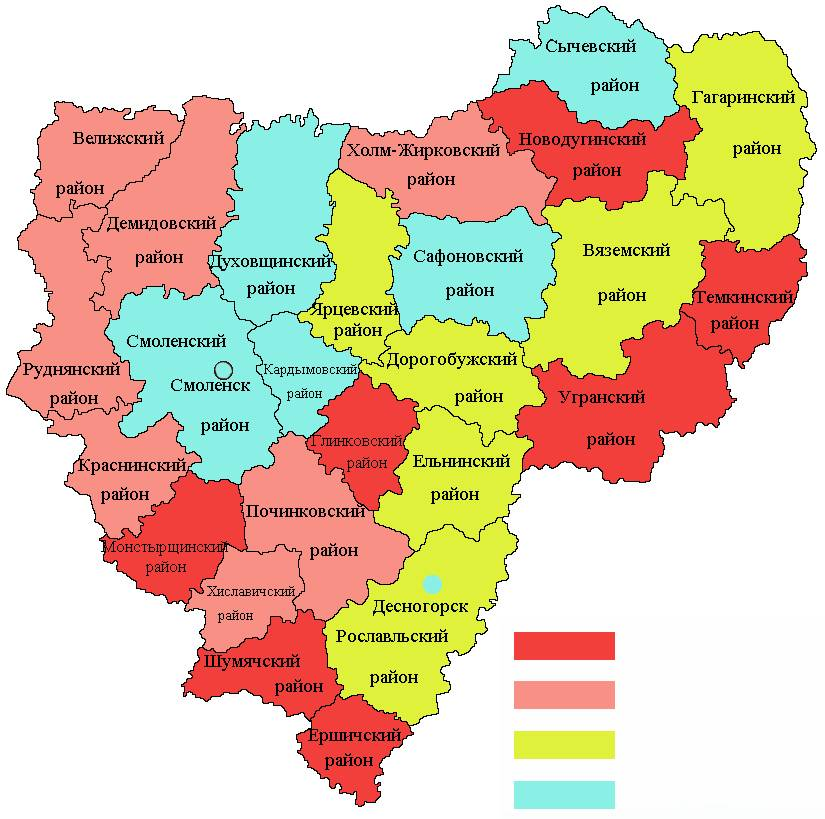 Сычевский
район
Гагаринский
район
Новодугинский
район
Велижский
район
Холм-Жирковский
район
Демидовский
район
Духовщинский
район
Сафоновский
район
Вяземский
район
Темкинский
район
Ярцевский
район
Смоленский
Смоленск
район
Кардымовский
район
Дорогобужский
район
Руднянский
район
Угранский
район
Глинковский
район
Ельнинский
район
Краснинский
район
Починковский
район
Монстырщинский
район
Хиславичский
район
Десногорск
Рославльский
район
Шумячский
район
Ершичский
район